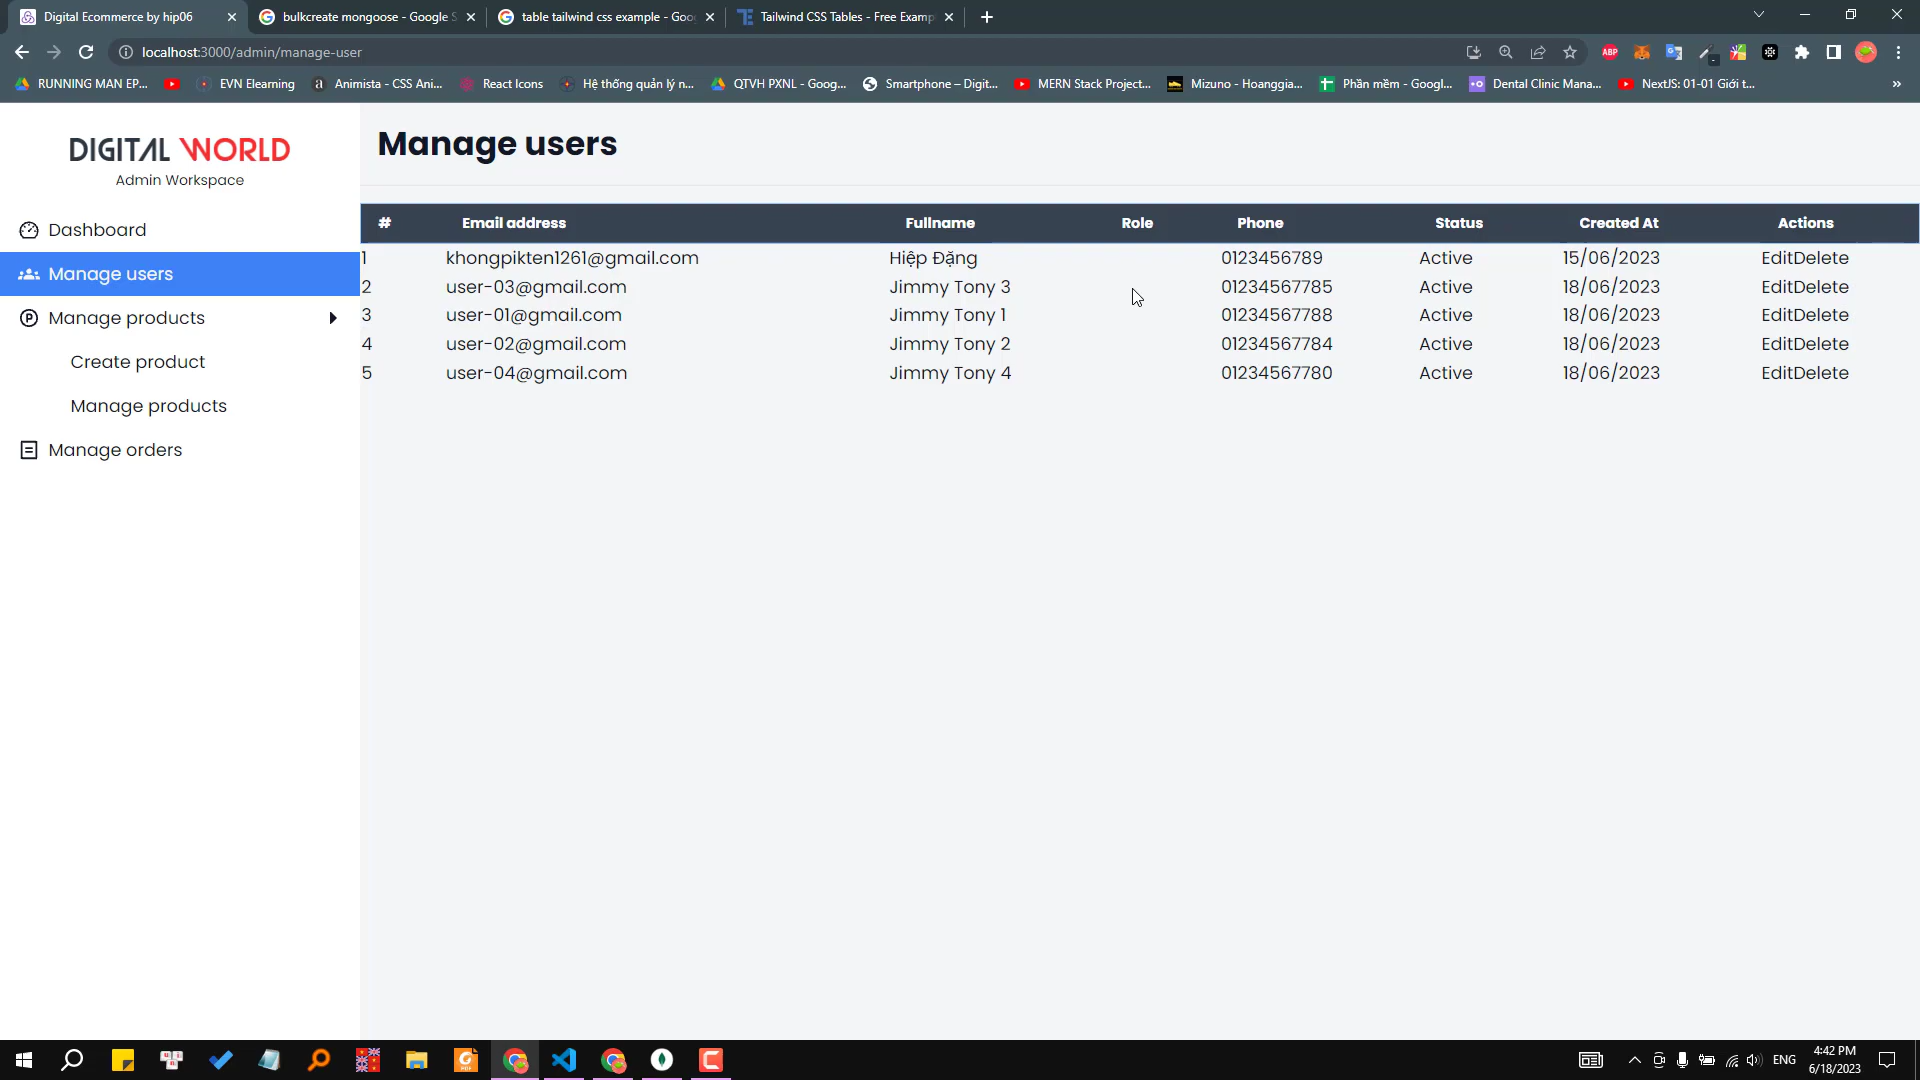 Digital Ecommerce by hip06
bulkcreate mongoose - Google S
table tailwind css example - Goo
Tailwind CSS Tables - Free Examp
localhost:3000/admin/manage-user
ABP
RUNNING MAN EP...
EVN Elearning
Animista - CSS Ani...
React Icons
Hệ thống quản lý n...
QTVH PXNL - Goog...
Smartphone – Digit...
MERN Stack Project...
Mizuno - Hoanggia...
Phần mềm - Googl...
Dental Clinic Mana...
NextJS: 01-01 Giới t...
»
DIGITAL WORLD
Admin Workspace
Dashboard
Manage users
Manage products
Create product
Manage products
Manage orders
Manage users
# Email address Fullname Role Phone Status Created At Actions
1 khongpikten1261@gmail.com Hiệp Đặng 0123456789 Active 15/06/2023 EditDelete
2 user-03@gmail.com Jimmy Tony 3 01234567785 Active 18/06/2023 EditDelete
3 user-01@gmail.com Jimmy Tony 1 01234567788 Active 18/06/2023 EditDelete
4 user-02@gmail.com Jimmy Tony 2 01234567784 Active 18/06/2023 EditDelete
5 user-04@gmail.com Jimmy Tony 4 01234567780 Active 18/06/2023 EditDelete
ENG
4:42 PM
6/18/2023